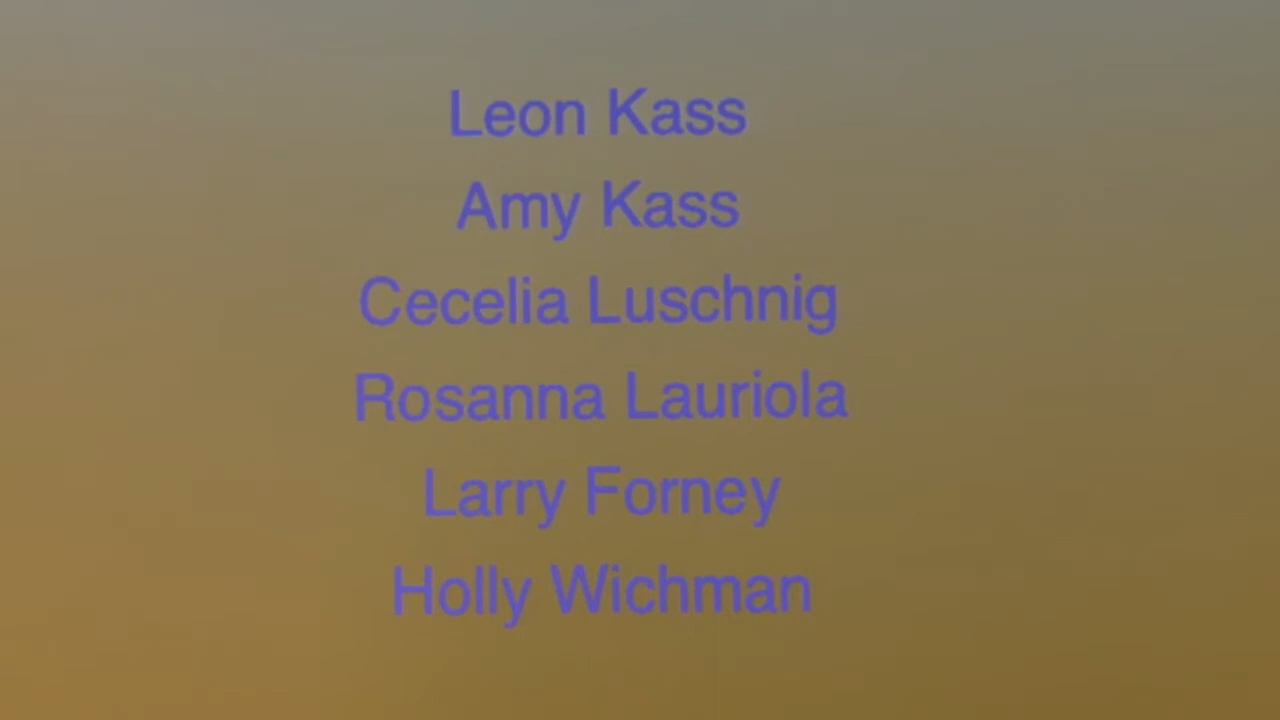 Leon Kass
Amy Kass
Cecelia Luschnig
Rosanna Lauriola
Larry Forney
Holly Wichman